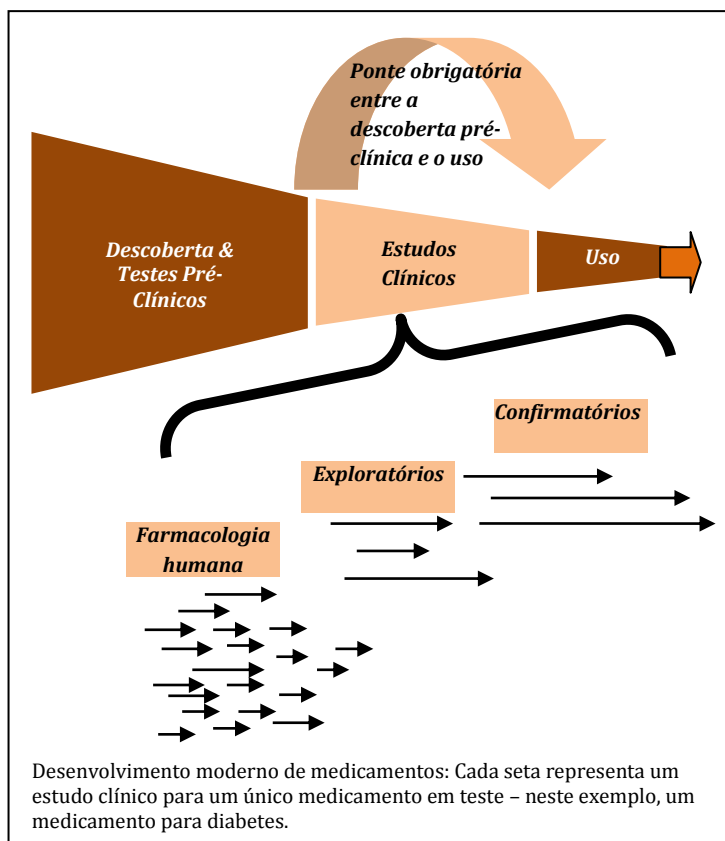 Ponte obrigatória
entre a
descoberta pré-
clínica e o uso
Descoberta &
Testes Pré-
Clínicos
Estudos
Clínicos
Uso
Confirmatórios
Exploratórios
Farmacologia
humana
Desenvolvimento moderno de medicamentos: Cada seta representa um
estudo clínico para um único medicamento em teste – neste exemplo, um
medicamento para diabetes.